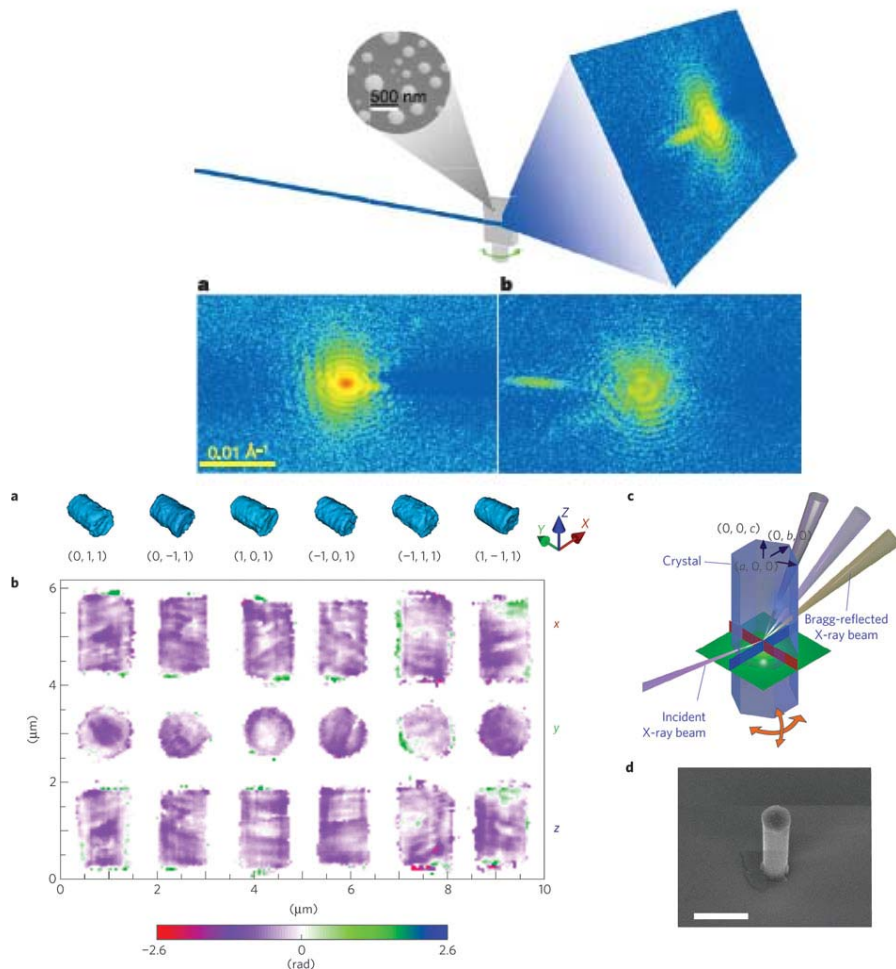 500 nm
a
b
0.01 Å⁻¹
a
(0, 1, 1)
(0, −1, 1)
(1, 0, 1)
(−1, 0, 1)
(−1, 1, 1)
(1, −1, 1)
Z
Y
X
b
6
4
2
0
(μm)
x
y
z
0
2
4
6
8
10
(μm)
−2.6
0
2.6
(rad)
c
(0, 0, c)
(0, b, 0)
(a, 0, 0)
Crystal
Bragg-reflected
X-ray beam
Incident
X-ray beam
d